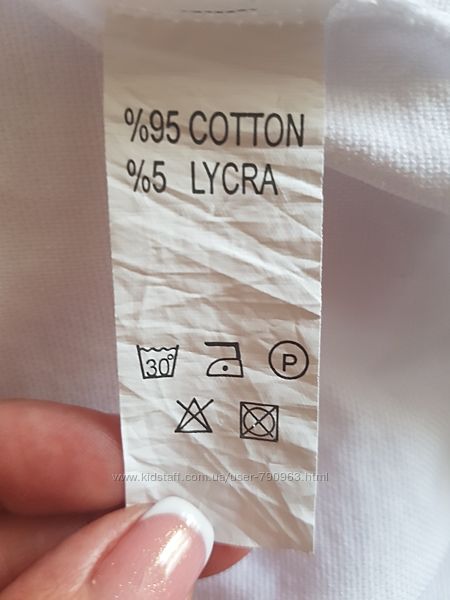 %95 COTTON
%5 LYCRA
30°
P
www.kidstaff.com.ua/user-790963.html